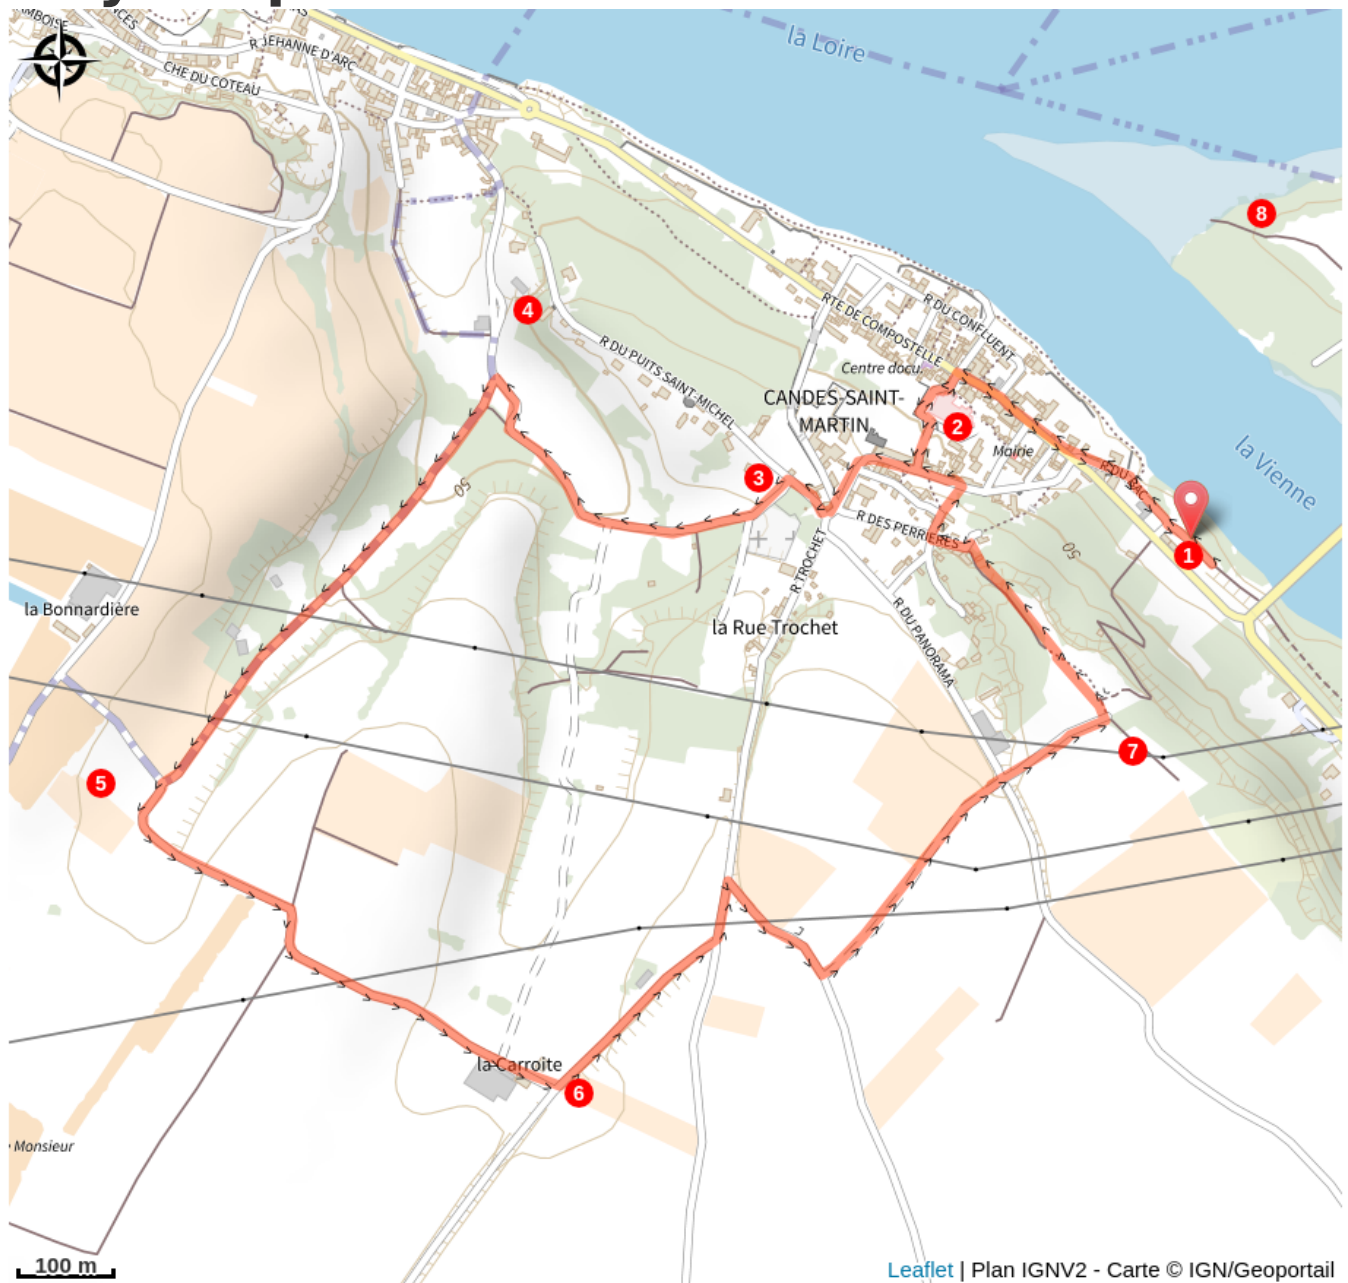 AMBOISE
R JEHANNE D'ARC
CHE DU COTEAU
la Loire
8
4
RTE DE COMPOSTELLE
R DU CONFLUENT
R DU PUITS SAINT-MICHEL
Centre docu.
CANDES-SAINT-
MARTIN
2
Mairie
la Vienne
R DU BAC
3
R DES PERRIERES
1
50
50
R TROCHET
la Bonnardière
la Rue Trochet
R DU PANORAMA
7
5
la Carroite
6
Monsieur
100 m
Leaflet | Plan IGNV2 - Carte © IGN/Geoportail